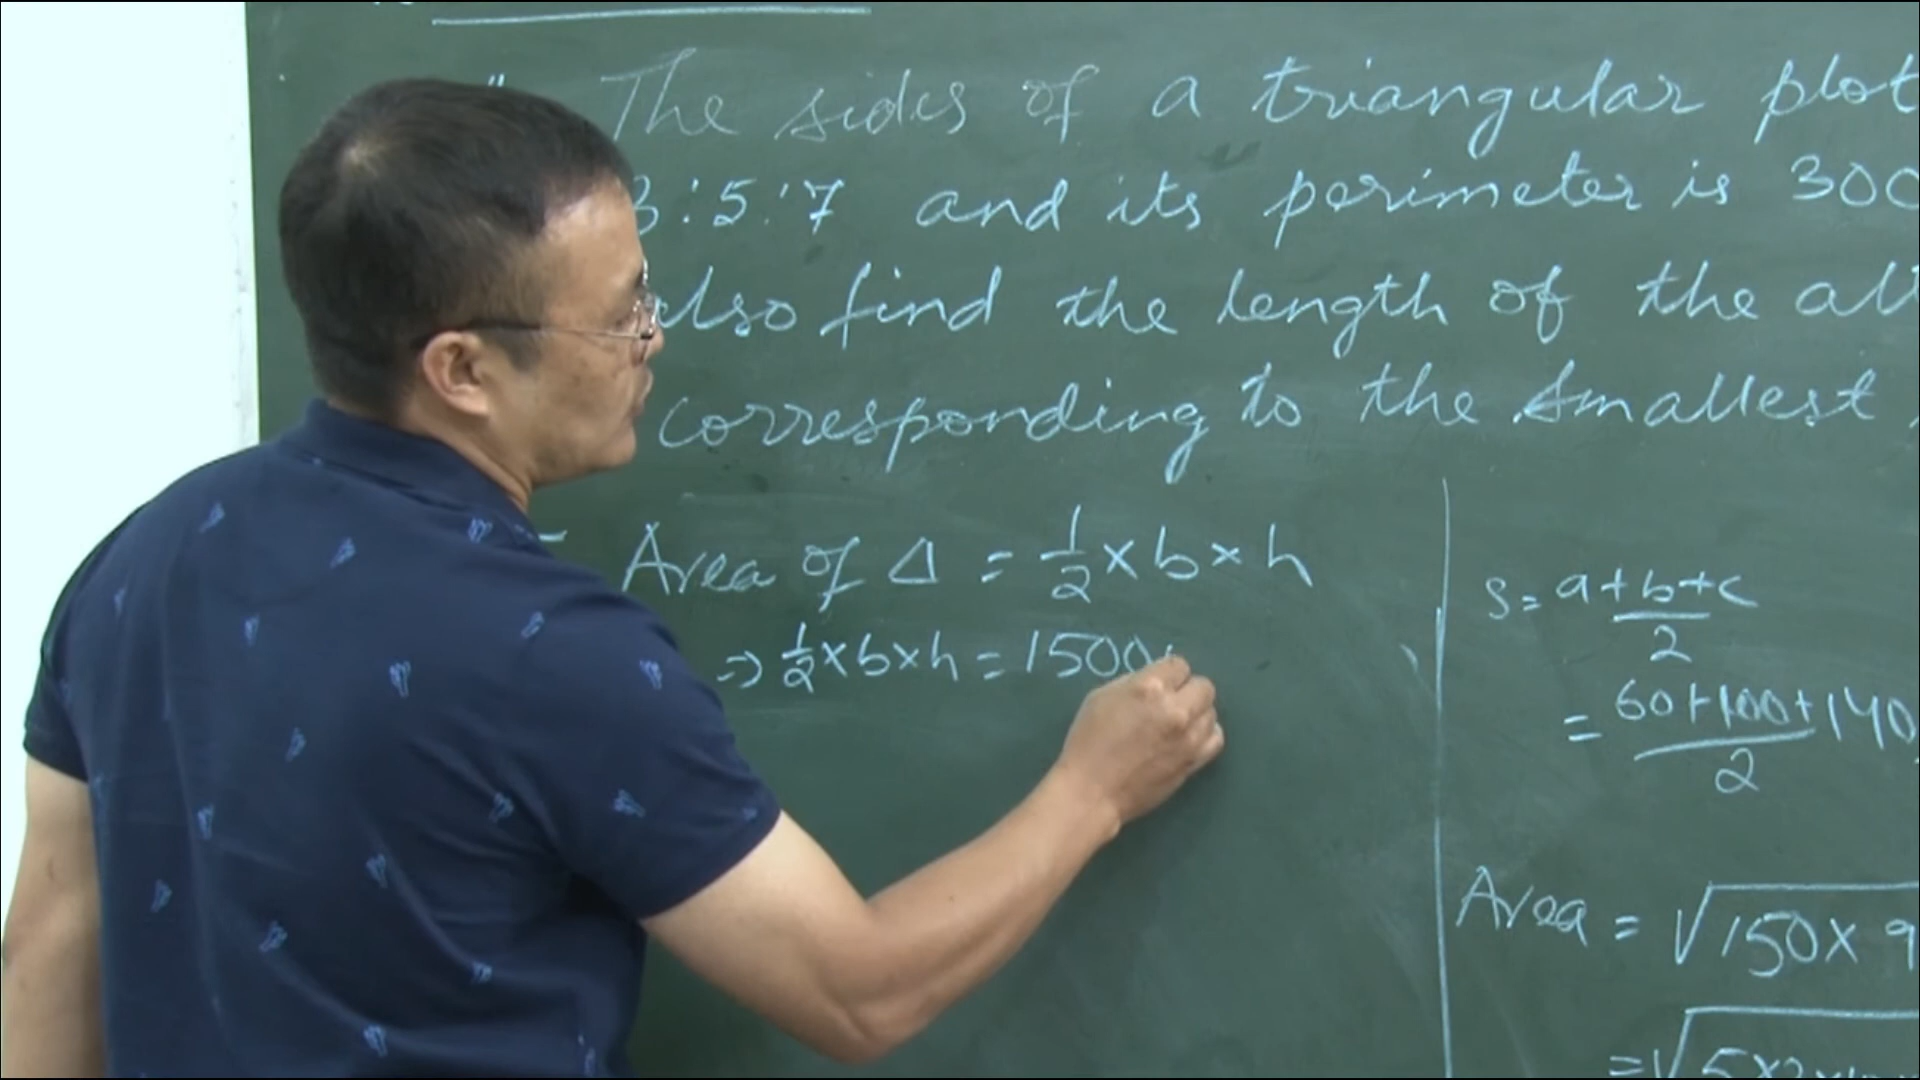 The sides of a triangular plot
3:5:7 and its perimeter is 300
also find the length of the alt
corresponding to the smallest
Area of Δ = 1/2 × b × h
⇒ 1/2 × b × h = 1500
S = a+b+c / 2
= 60+100+140 / 2
Area = √150 × 9
= √5×3×10